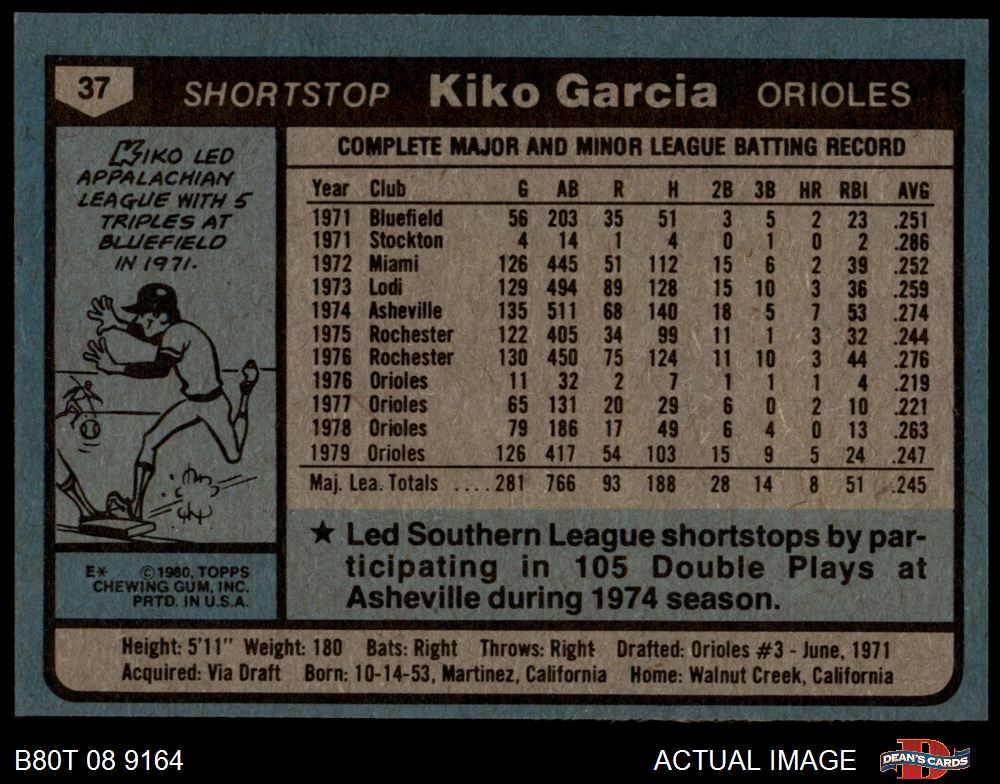 37 SHORTSTOP Kiko Garcia ORIOLES
KIKO LED
APPALACHIAN
LEAGUE WITH 5
TRIPLES AT
BLUEFIELD
IN 1971.
E* ©1980, TOPPS
CHEWING GUM, INC.
PRTD. IN U.S.A.
COMPLETE MAJOR AND MINOR LEAGUE BATTING RECORD
Year Club G AB R H 2B 3B HR RBI AVG
1971 Bluefield 56 203 35 51 3 5 2 23 .251
1971 Stockton 4 14 1 4 0 1 0 2 .286
1972 Miami 126 445 51 112 15 6 2 39 .252
1973 Lodi 129 494 89 128 15 10 3 36 .259
1974 Asheville 135 511 68 140 18 5 7 53 .274
1975 Rochester 122 405 34 99 11 1 3 32 .244
1976 Rochester 130 450 75 124 11 10 3 44 .276
1976 Orioles 11 32 2 7 1 1 1 4 .219
1977 Orioles 65 131 20 29 6 0 2 10 .221
1978 Orioles 79 186 17 49 6 4 0 13 .263
1979 Orioles 126 417 54 103 15 9 5 24 .247
Maj. Lea. Totals .... 281 766 93 188 28 14 8 51 .245
★ Led Southern League shortstops by par-
ticipating in 105 Double Plays at
Asheville during 1974 season.
Height: 5'11" Weight: 180 Bats: Right Throws: Right Drafted: Orioles #3 - June, 1971
Acquired: Via Draft Born: 10-14-53, Martinez, California Home: Walnut Creek, California
B80T 08 9164 ACTUAL IMAGE DEAN'S CARDS